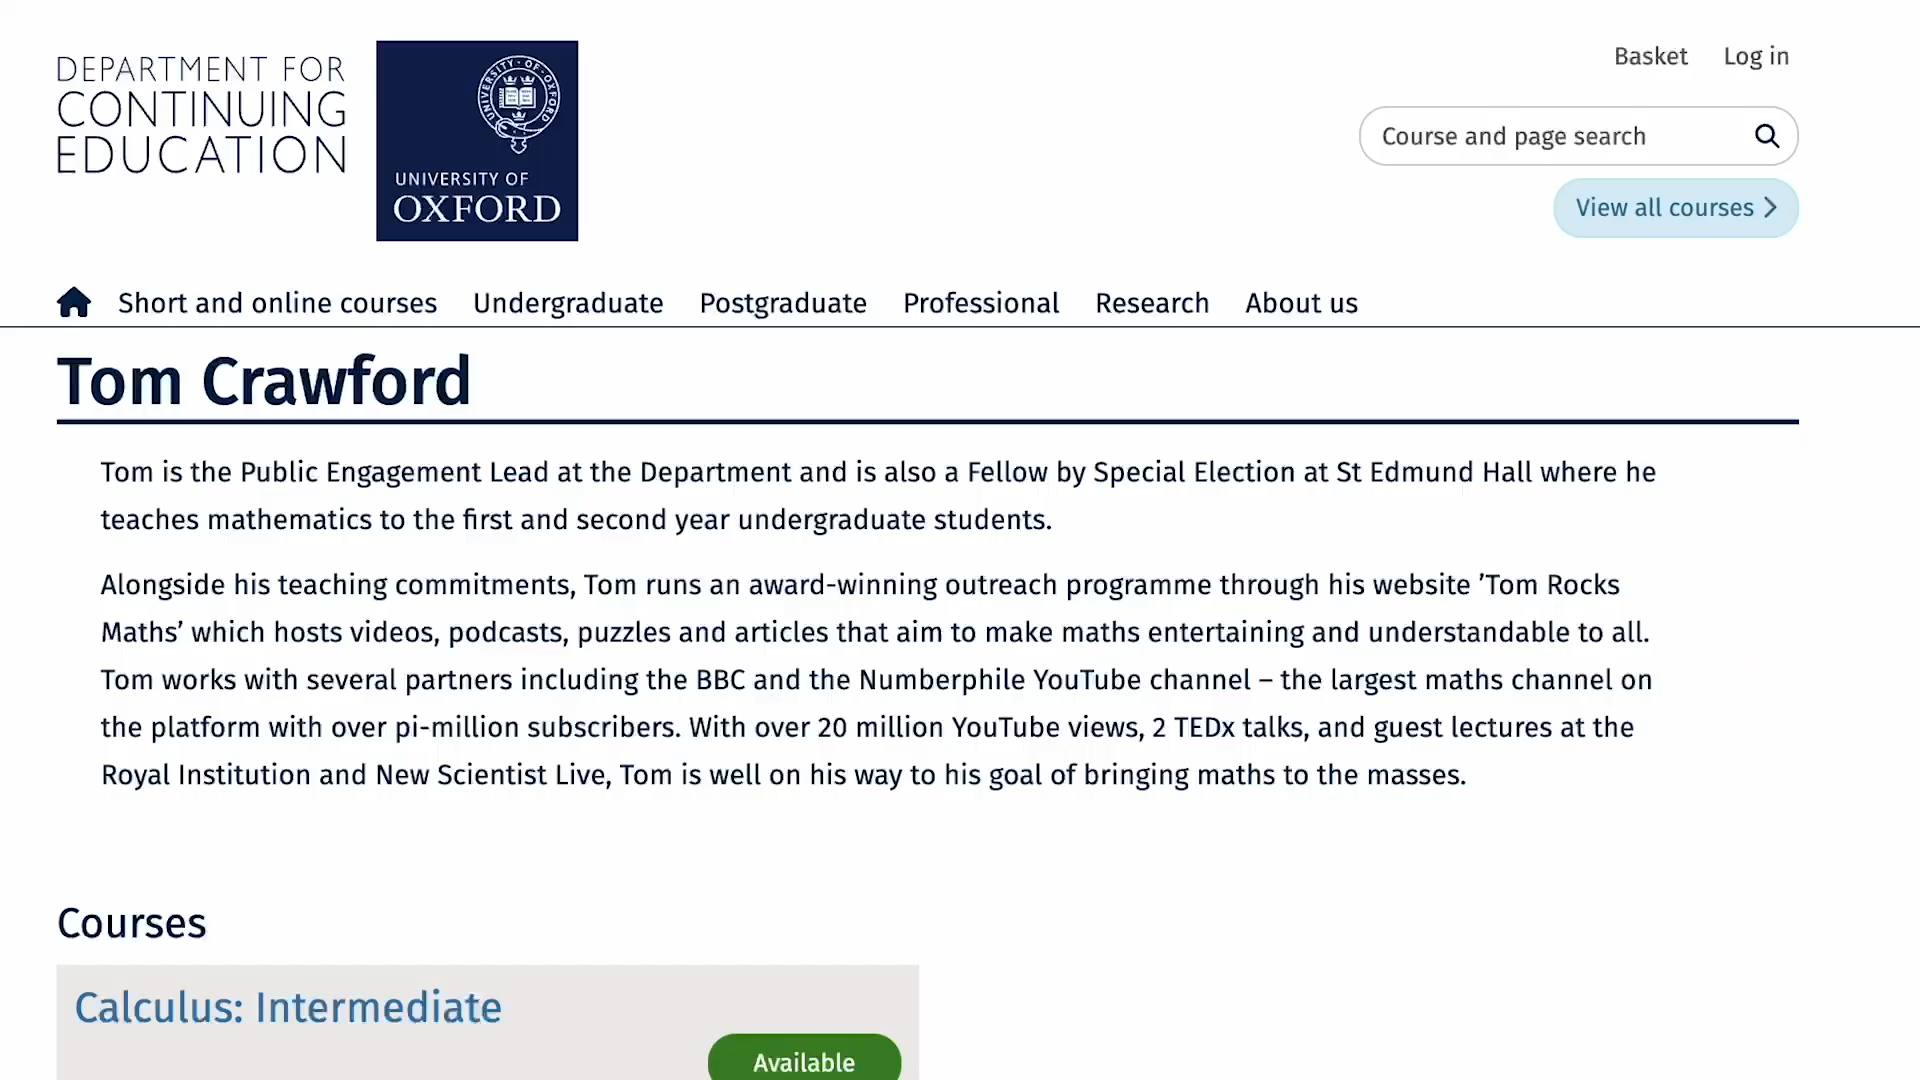 DEPARTMENT FOR
CONTINUING
EDUCATION
UNIVERSITY · OF · OXFORD
UNIVERSITY OF
OXFORD
Basket Log in
Course and page search
View all courses
Short and online courses Undergraduate Postgraduate Professional Research About us
Tom Crawford
Tom is the Public Engagement Lead at the Department and is also a Fellow by Special Election at St Edmund Hall where he
teaches mathematics to the first and second year undergraduate students.
Alongside his teaching commitments, Tom runs an award-winning outreach programme through his website ’Tom Rocks
Maths’ which hosts videos, podcasts, puzzles and articles that aim to make maths entertaining and understandable to all.
Tom works with several partners including the BBC and the Numberphile YouTube channel – the largest maths channel on
the platform with over pi-million subscribers. With over 20 million YouTube views, 2 TEDx talks, and guest lectures at the
Royal Institution and New Scientist Live, Tom is well on his way to his goal of bringing maths to the masses.
Courses
Calculus: Intermediate
Available